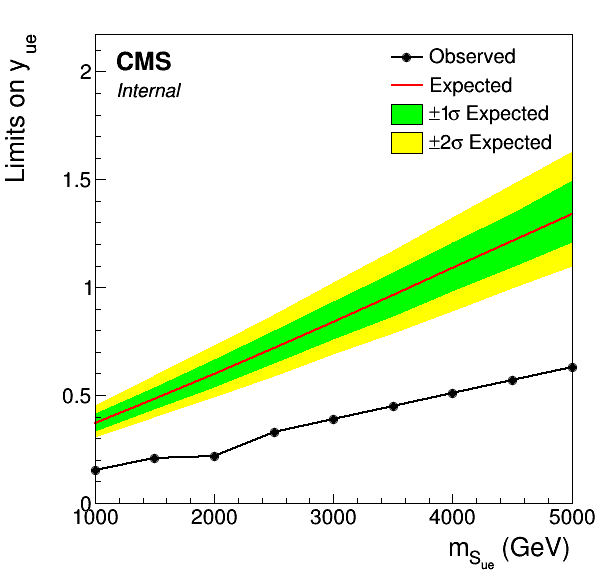 CMS
Internal
Observed
Expected
±1σ Expected
±2σ Expected
Limits on y_ue
2
1.5
1
0.5
0
1000 2000 3000 4000 5000
m_S_ue (GeV)